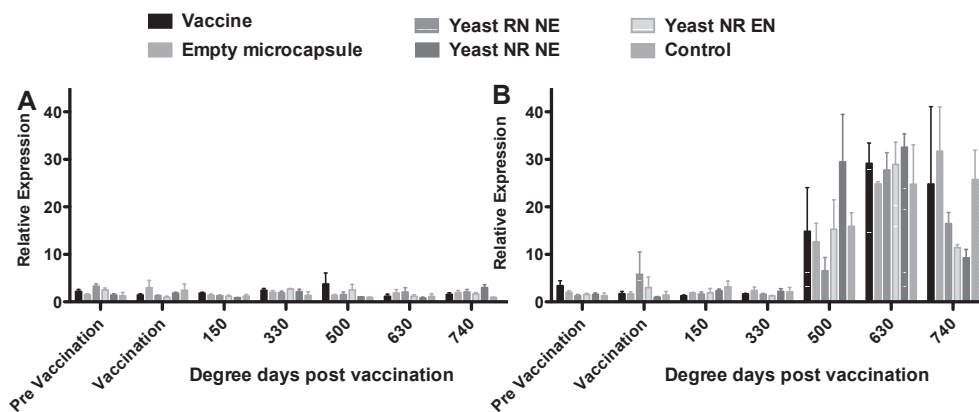 Vaccine
Empty microcapsule
Yeast RN NE
Yeast NR NE
Yeast NR EN
Control
A
Relative Expression
40
30
20
10
0
Pre Vaccination
Vaccination
150
330
500
630
740
Degree days post vaccination
B
Relative Expression
40
30
20
10
0
Pre Vaccination
Vaccination
150
330
500
630
740
Degree days post vaccination